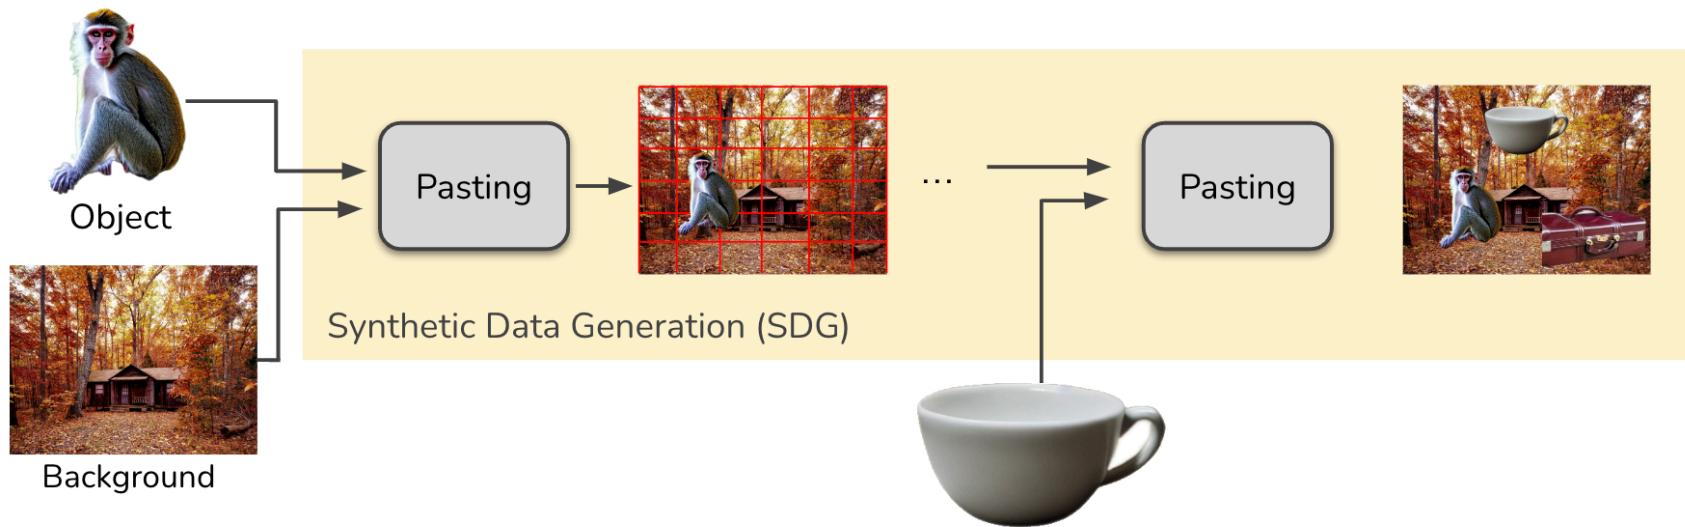 Object
Background
Pasting
Synthetic Data Generation (SDG)
...
Pasting